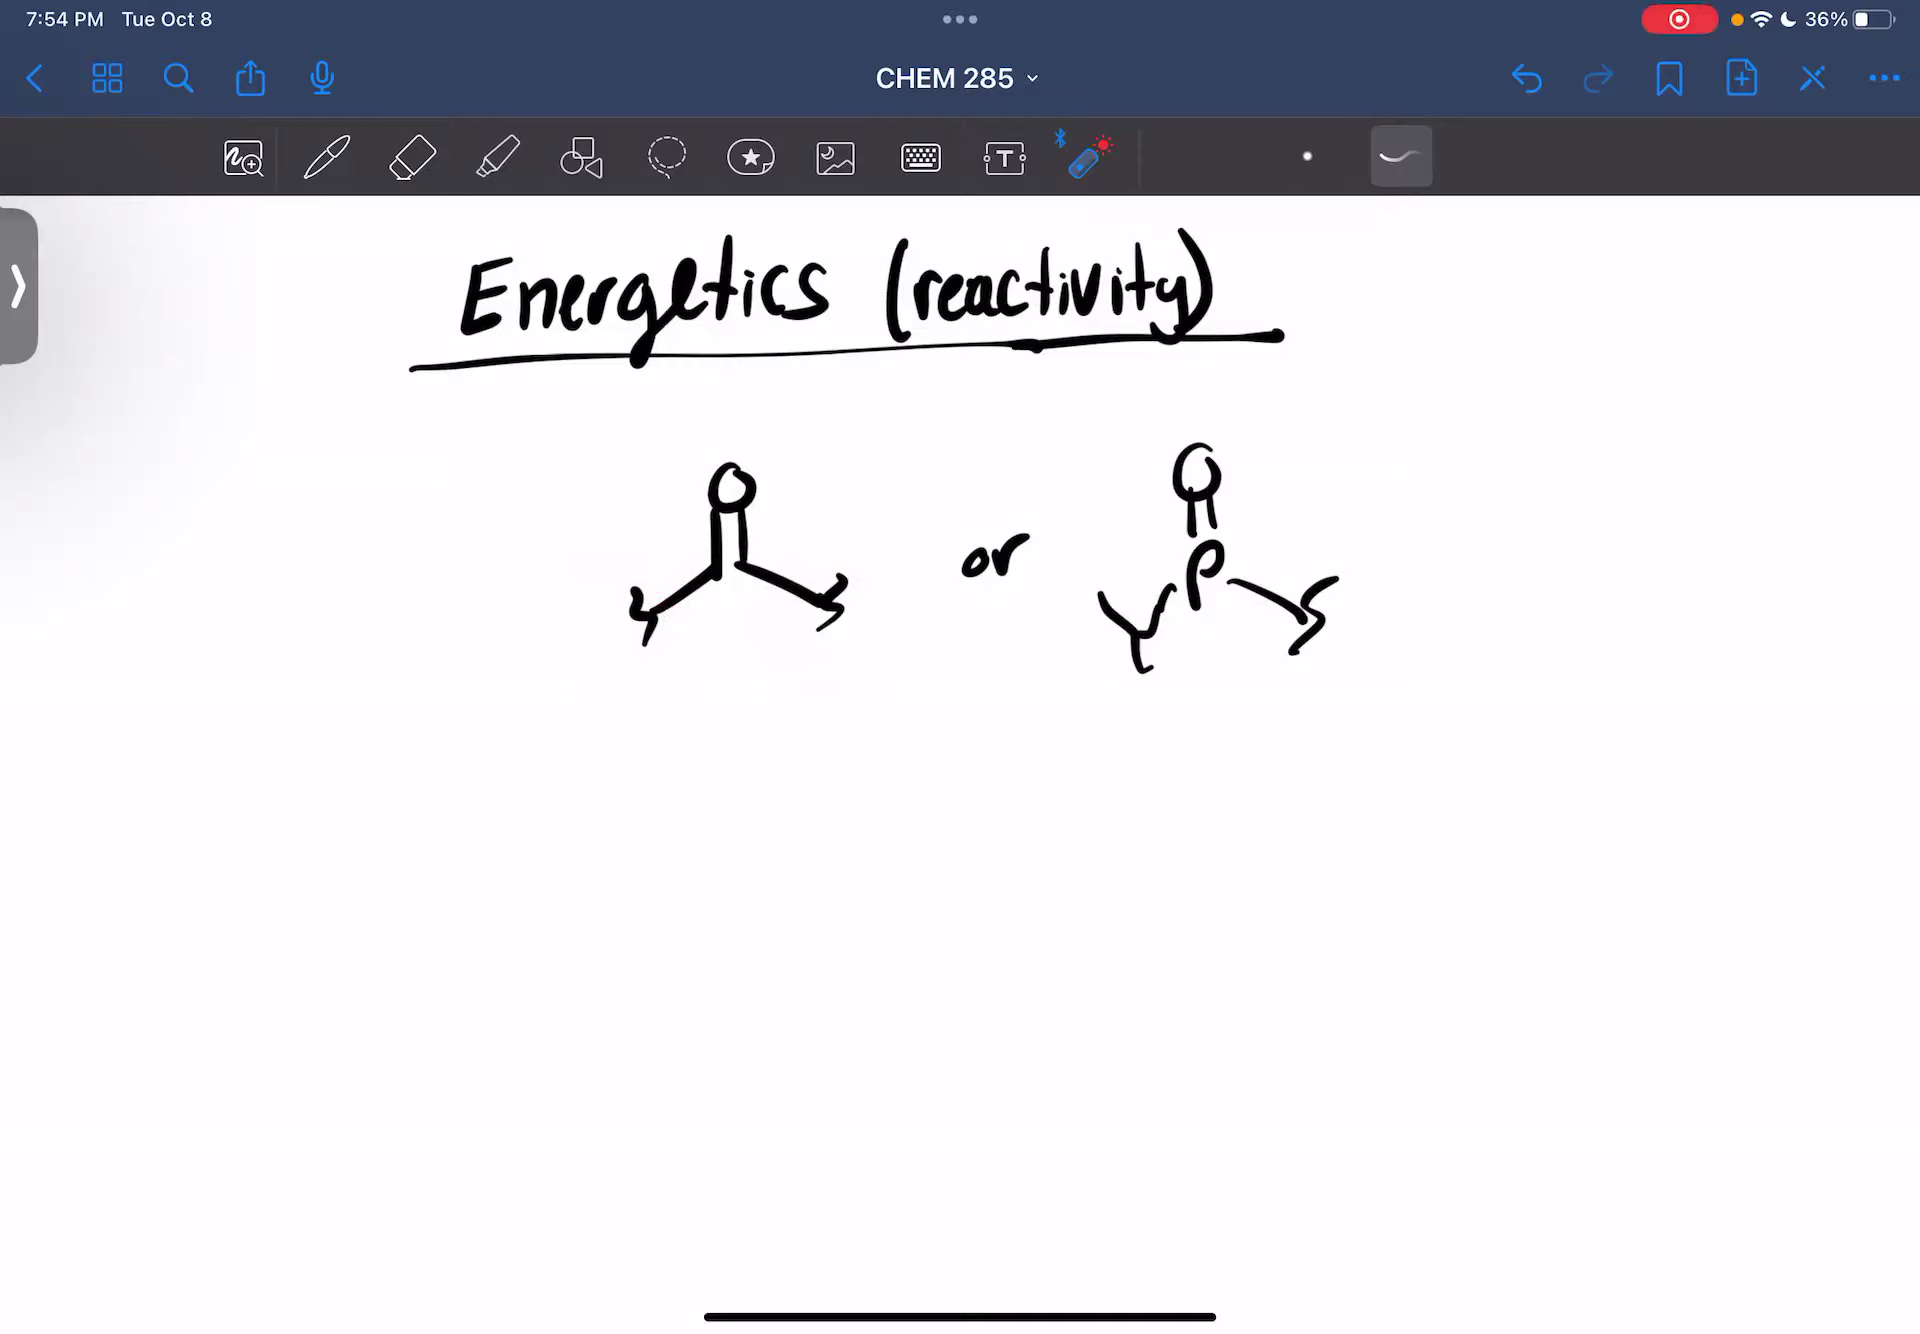 7:54 PM Tue Oct 8 36%
CHEM 285
T
Energetics (reactivity)
O or O
P